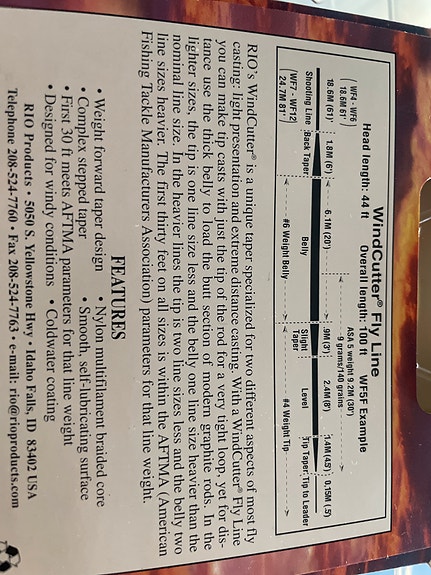 WindCutter® Fly Line
WF5F Example
Head length: 44 ft Overall length: 105 ft.
ASA 5 weight 9.2M (30')
9 grams/140 grains
(WF4 - WF6
18.6M 61')
18.6M (61') 1.8M (6') 6.1M (20') .9M (3') 2.4M (8') 1.4M (4.5') 0.15M (.5')
Shooting Line Back Taper Belly Slight Taper Level Tip Taper Tip to Leader
(WF7 - WF12
24.7M 81')
#6 Weight Belly #4 Weight Tip
RIO's WindCutter® is a unique taper specialized for two different aspects of most fly
casting: light presentation and extreme distance casting. With a WindCutter® Fly Line
you can make tip casts with just the tip of the rod for a very tight loop, yet for dis-
tance use the thick belly to load the butt section of modern graphite rods. In the
lighter sizes, the tip is one line size less and the belly one line size heavier than the
nominal line size. In the heavier lines the tip is two line sizes less and the belly two
line sizes heavier. The first thirty feet on all sizes is within the AFTMA (American
Fishing Tackle Manufacturers Association) parameters for that line weight.
FEATURES
• Weight forward taper design • Nylon multifilament braided core
• Complex stepped taper • Smooth, self-lubricating surface
• First 30 ft meets AFTMA parameters for that line weight
• Designed for windy conditions • Coldwater coating
RIO Products • 5050 S. Yellowstone Hwy • Idaho Falls, ID 83402 USA
Telephone 208-524-7760 • Fax 208-524-7763 • e-mail: rio@rioproducts.com